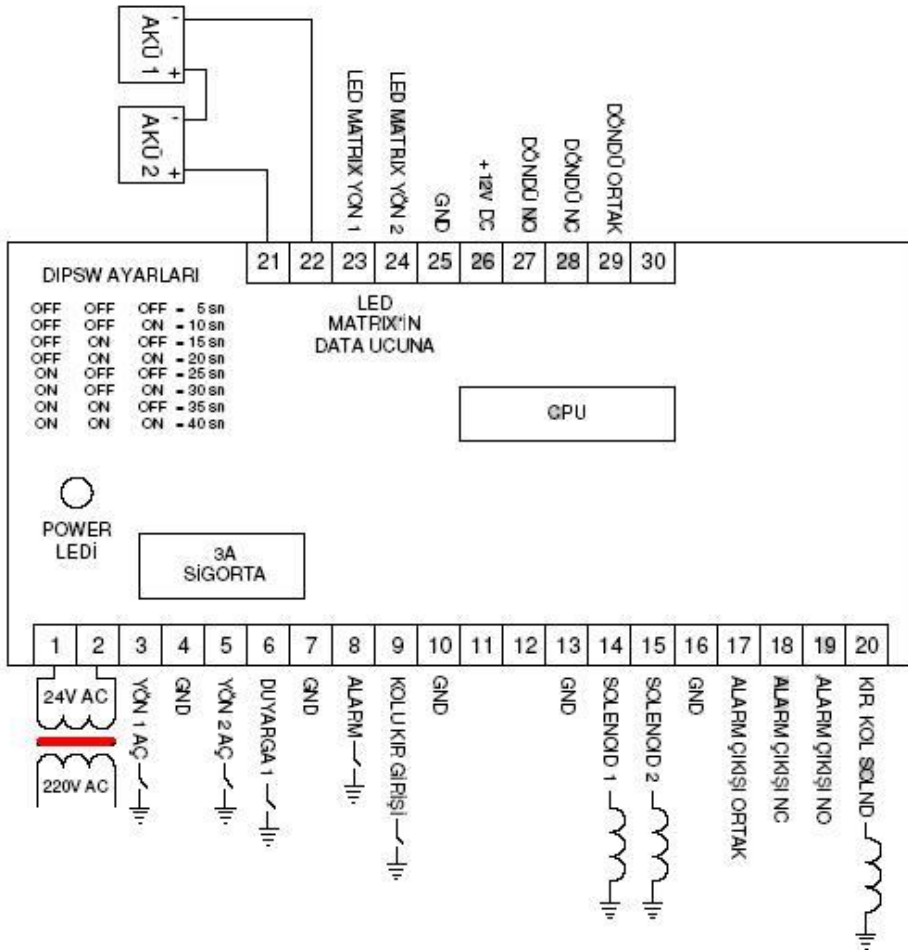 AKÜ 1
-
+
AKÜ 2
-
+
LED MATRIX YÖN 1
LED MATRIX YÖN 2
GND
+12V DC
DÖNDÜ NO
DÖNDÜ NC
DÖNDÜ ORTAK
21 22 23 24 25 26 27 28 29 30
DIPSW AYARLARI
OFF OFF OFF - 5 sn
OFF OFF ON - 10 sn
OFF ON OFF - 15 sn
OFF ON ON - 20 sn
ON OFF OFF - 25 sn
ON OFF ON - 30 sn
ON ON OFF - 35 sn
ON ON ON - 40 sn
LED
MATRIX'IN
DATA UCUNA
CPU
POWER
LEDİ
3A
SİGORTA
1 2 3 4 5 6 7 8 9 10 11 12 13 14 15 16 17 18 19 20
24V AC
220V AC
YÖN 1 AÇ
GND
YÖN 2 AÇ
DUYARGA 1
GND
ALARM
KOLU KIR GİRİŞİ
GND
GND
SOLENOID 1
SOLENOID 2
GND
ALARM ÇIKIŞI ORTAK
ALARM ÇIKIŞI NC
ALARM ÇIKIŞI NO
KIR. KOL SOLND